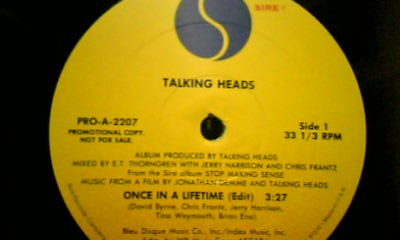 SIRE
TALKING HEADS
PRO-A-2207
PROMOTIONAL COPY.
NOT FOR SALE.
Side 1
33 1/3 RPM
ALBUM PRODUCED BY TALKING HEADS
MIXED BY E.T. THORNGREN WITH JERRY HARRISON AND CHRIS FRANTZ
From the Sire album STOP MAKING SENSE
MUSIC FROM A FILM BY JONATHAN DEMME AND TALKING HEADS
ONCE IN A LIFETIME (Edit) 3:27
(David Byrne, Chris Frantz, Jerry Harrison,
Tina Weymouth, Brian Eno)
Bleu Disque Music Co., Inc./Index Music, Inc.